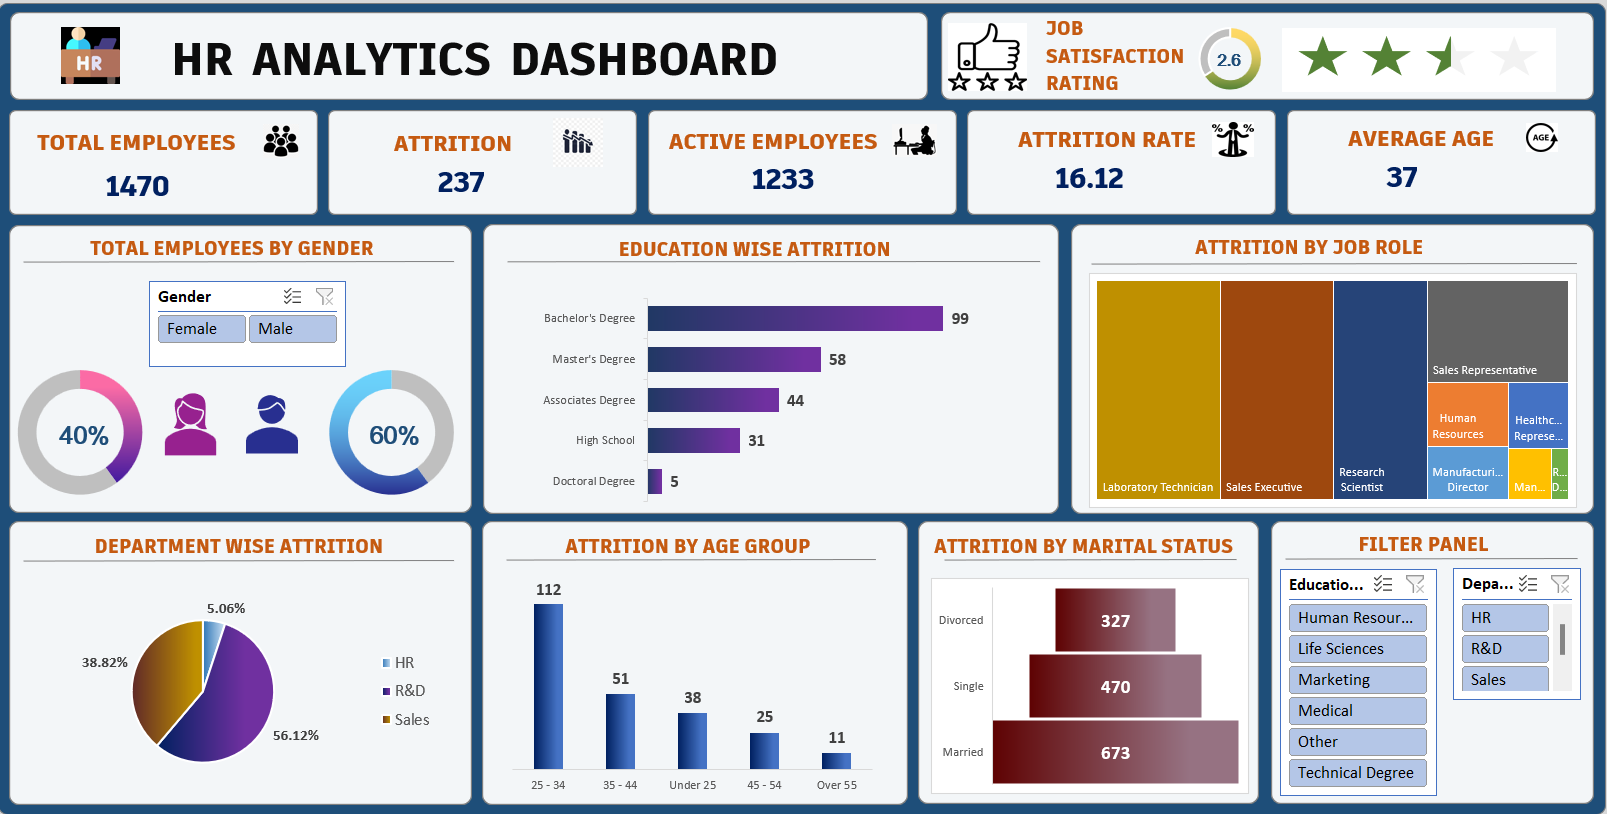 HR
HR ANALYTICS DASHBOARD
JOB
SATISFACTION
RATING
2.6
TOTAL EMPLOYEES
1470
ATTRITION
237
ACTIVE EMPLOYEES
1233
ATTRITION RATE
% %
16.12
AVERAGE AGE
AGE
37
TOTAL EMPLOYEES BY GENDER
Gender
Female Male
40%
60%
EDUCATION WISE ATTRITION
Bachelor's Degree 99
Master's Degree 58
Associates Degree 44
High School 31
Doctoral Degree 5
ATTRITION BY JOB ROLE
Laboratory Technician
Sales Executive
Research
Scientist
Sales Representative
Human
Resources
Healthc...
Represe...
Manufacturi...
Director
Man...
R...
D...
DEPARTMENT WISE ATTRITION
5.06%
38.82%
56.12%
HR
R&D
Sales
ATTRITION BY AGE GROUP
112
51
38
25
11
25 - 34 35 - 44 Under 25 45 - 54 Over 55
ATTRITION BY MARITAL STATUS
Divorced 327
Single 470
Married 673
FILTER PANEL
Educatio...
Human Resour...
Life Sciences
Marketing
Medical
Other
Technical Degree
Depa...
HR
R&D
Sales